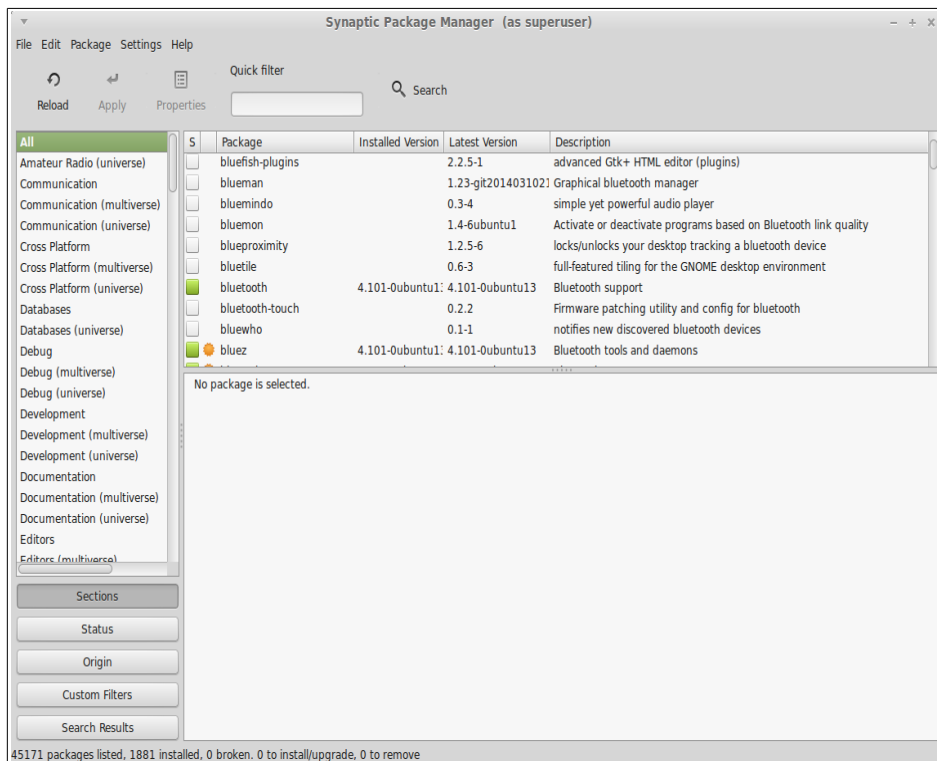 Synaptic Package Manager (as superuser)
File Edit Package Settings Help
Quick filter
Reload Apply Properties
Search
All
Amateur Radio (universe)
Communication
Communication (multiverse)
Communication (universe)
Cross Platform
Cross Platform (multiverse)
Cross Platform (universe)
Databases
Databases (universe)
Debug
Debug (multiverse)
Debug (universe)
Development
Development (multiverse)
Development (universe)
Documentation
Documentation (multiverse)
Documentation (universe)
Editors
Editors (multiverse)
Sections
Status
Origin
Custom Filters
Search Results
S Package Installed Version Latest Version Description
bluefish-plugins 2.2.5-1 advanced Gtk+ HTML editor (plugins)
blueman 1.23-git2014031021 Graphical bluetooth manager
bluemindo 0.3-4 simple yet powerful audio player
bluemon 1.4-6ubuntu1 Activate or deactivate programs based on Bluetooth link quality
blueproximity 1.2.5-6 locks/unlocks your desktop tracking a bluetooth device
bluetile 0.6-3 full-featured tiling for the GNOME desktop environment
bluetooth 4.101-0ubuntu1 4.101-0ubuntu13 Bluetooth support
bluetooth-touch 0.2.2 Firmware patching utility and config for bluetooth
bluewho 0.1-1 notifies new discovered bluetooth devices
bluez 4.101-0ubuntu1 4.101-0ubuntu13 Bluetooth tools and daemons
No package is selected.
45171 packages listed, 1881 installed, 0 broken. 0 to install/upgrade, 0 to remove